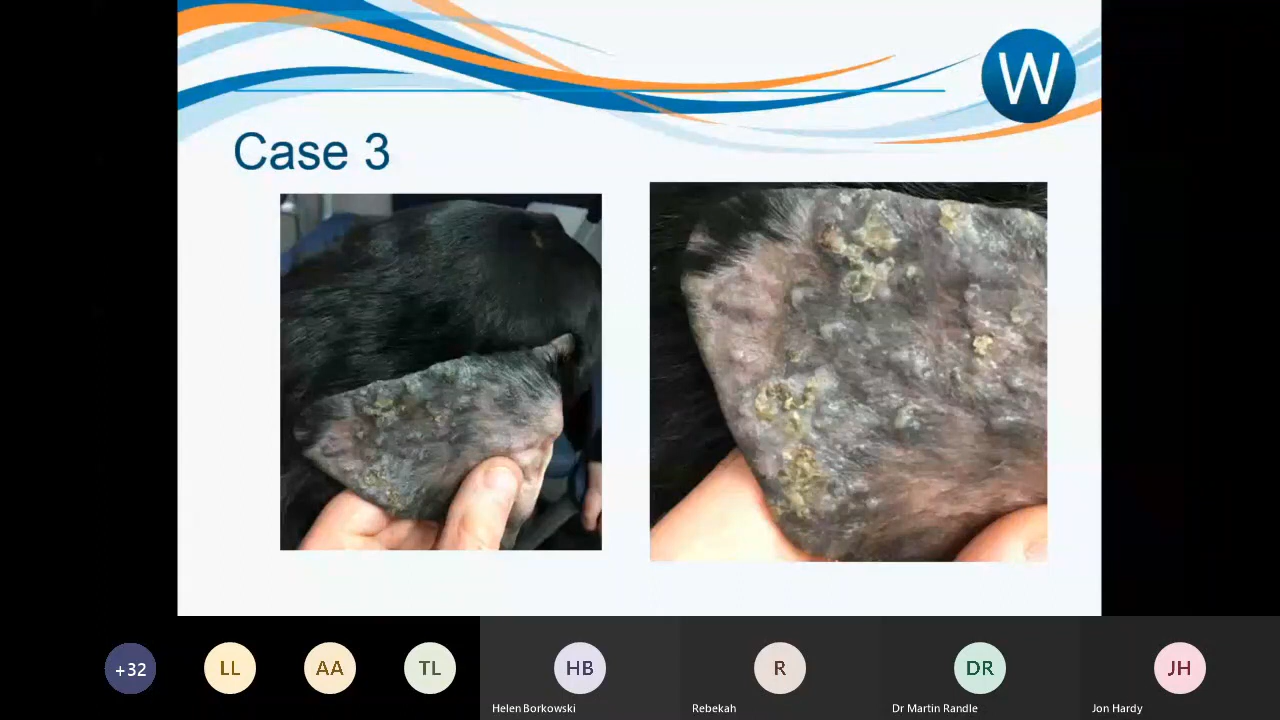 W
Case 3
+32
LL
AA
TL
HB
R
DR
JH
Helen Borkowski
Rebekah
Dr Martin Randle
Jon Hardy